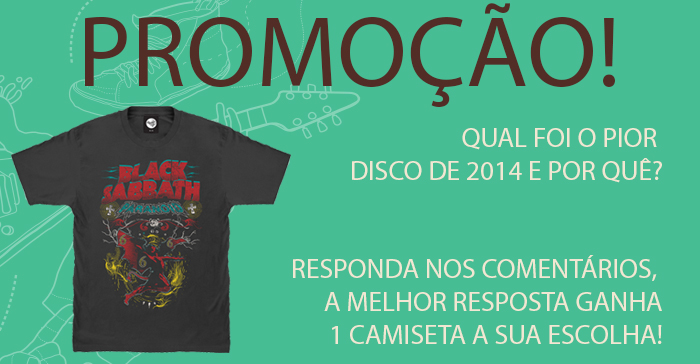 PROMOÇÃO!
QUAL FOI O PIOR
DISCO DE 2014 E POR QUÊ?
BLACK
SABBATH
RESPONDA NOS COMENTÁRIOS,
A MELHOR RESPOSTA GANHA
1 CAMISETA A SUA ESCOLHA!